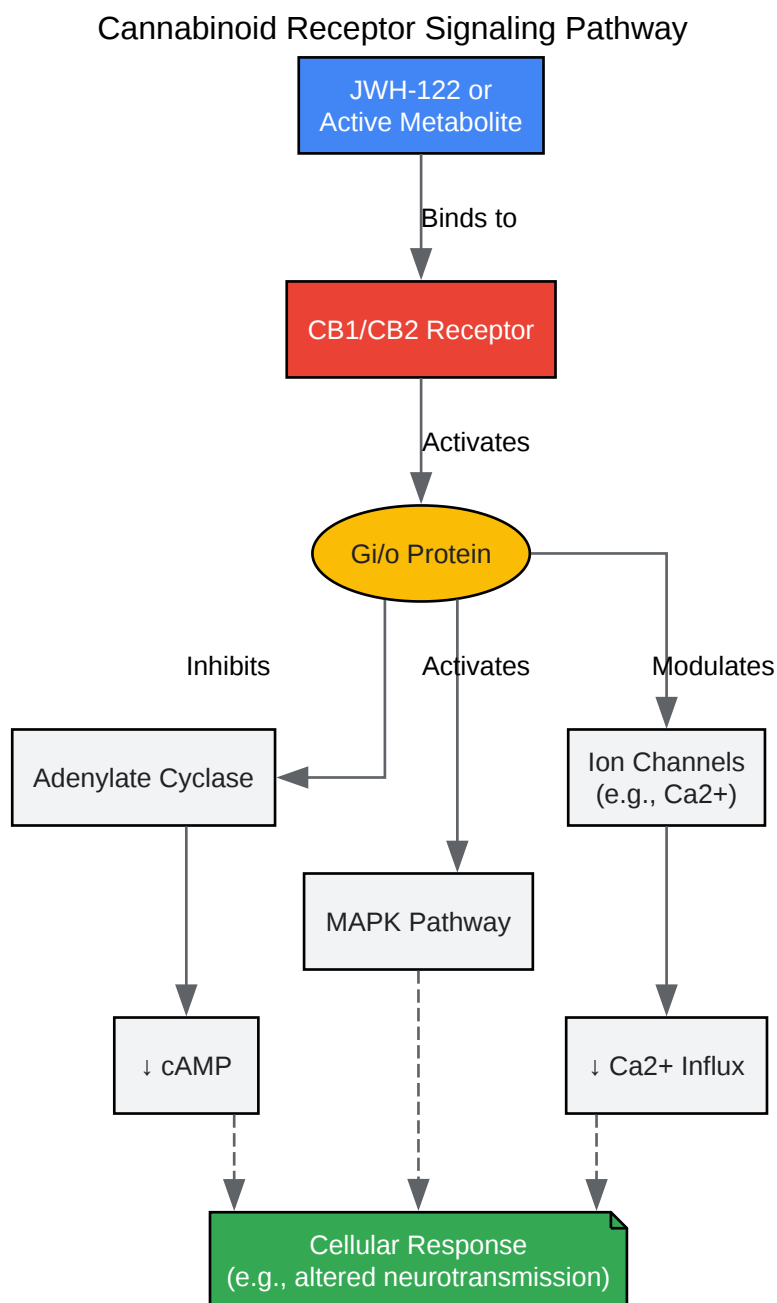 Cannabinoid Receptor Signaling Pathway
JWH-122 or
Active Metabolite
Binds to
CB1/CB2 Receptor
Activates
Gi/o Protein
Inhibits
Activates
Modulates
Adenylate Cyclase
Ion Channels
(e.g., Ca2+)
MAPK Pathway
↓ cAMP
↓ Ca2+ Influx
Cellular Response
(e.g., altered neurotransmission)